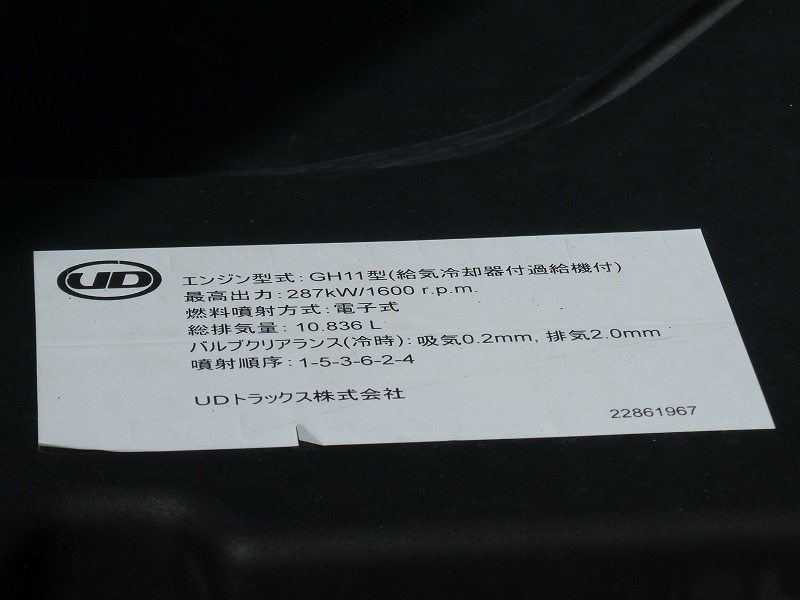 UD
エンジン型式：GH11型(給気冷却器付過給機付)
最高出力：287kW/1600 r.p.m.
燃料噴射方式：電子式
総排気量：10.836 L
バルブクリアランス(冷時)：吸気0.2mm, 排気2.0mm
噴射順序：1-5-3-6-2-4
UDトラックス株式会社
22861967